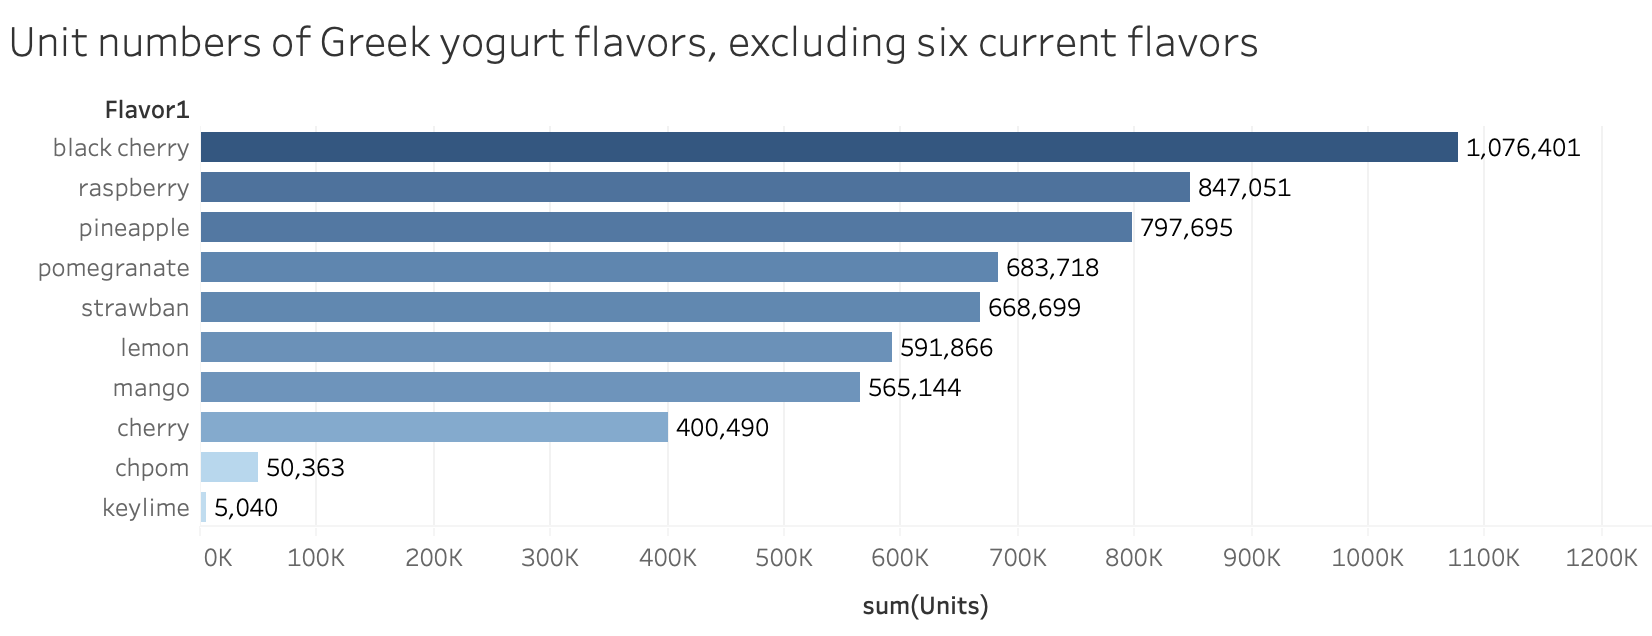 Unit numbers of Greek yogurt flavors, excluding six current flavors
Flavor1
black cherry 1,076,401
raspberry 847,051
pineapple 797,695
pomegranate 683,718
strawban 668,699
lemon 591,866
mango 565,144
cherry 400,490
chpom 50,363
keylime 5,040
0K 100K 200K 300K 400K 500K 600K 700K 800K 900K 1000K 1100K 1200K
sum(Units)